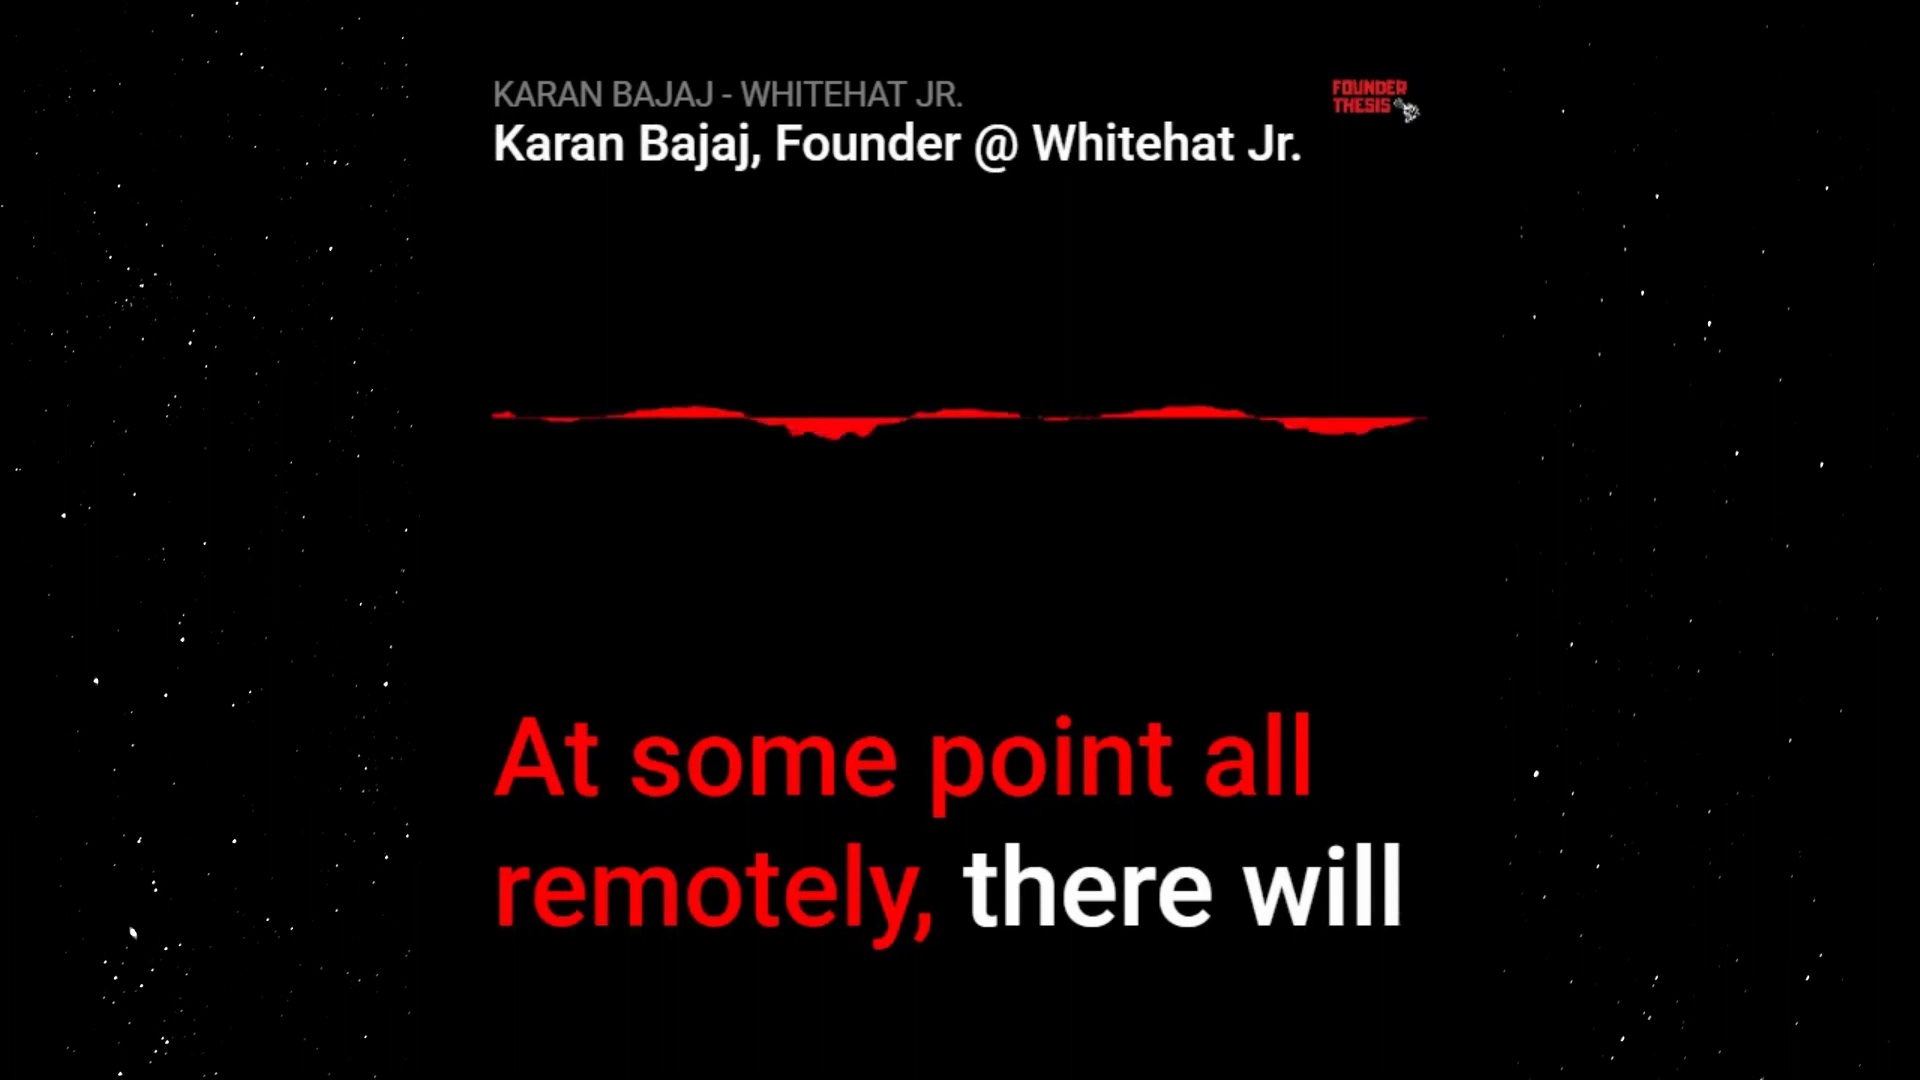 KARAN BAJAJ - WHITEHAT JR.
Karan Bajaj, Founder @ Whitehat Jr.
FOUNDER
THESIS
At some point all
remotely, there will